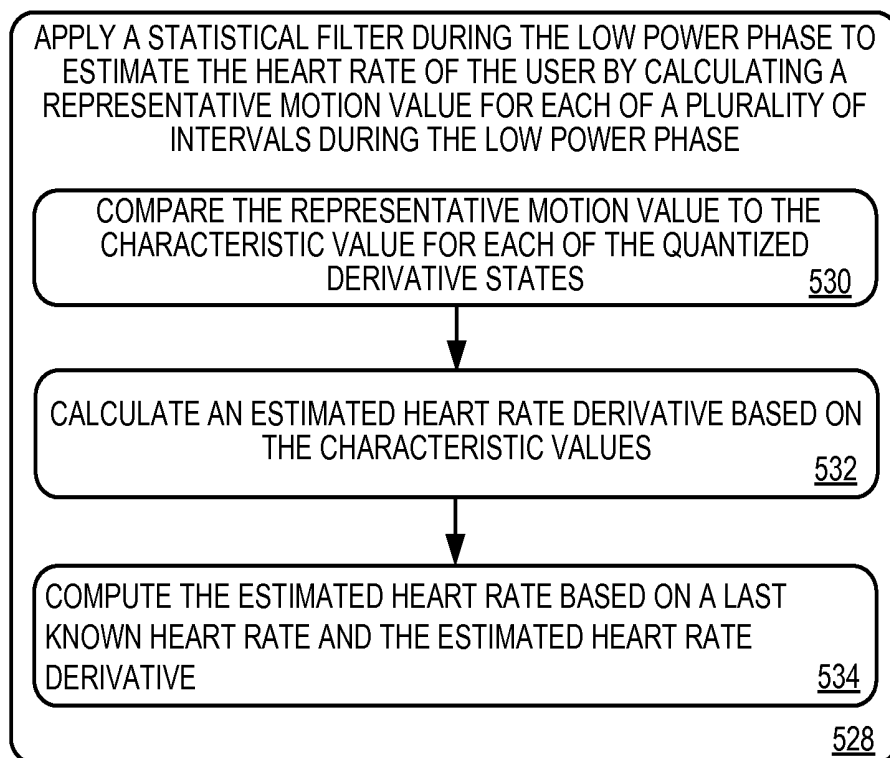 APPLY A STATISTICAL FILTER DURING THE LOW POWER PHASE TO
ESTIMATE THE HEART RATE OF THE USER BY CALCULATING A
REPRESENTATIVE MOTION VALUE FOR EACH OF A PLURALITY OF
INTERVALS DURING THE LOW POWER PHASE
COMPARE THE REPRESENTATIVE MOTION VALUE TO THE
CHARACTERISTIC VALUE FOR EACH OF THE QUANTIZED
DERIVATIVE STATES
530
CALCULATE AN ESTIMATED HEART RATE DERIVATIVE BASED ON
THE CHARACTERISTIC VALUES
532
COMPUTE THE ESTIMATED HEART RATE BASED ON A LAST
KNOWN HEART RATE AND THE ESTIMATED HEART RATE
DERIVATIVE
534
528